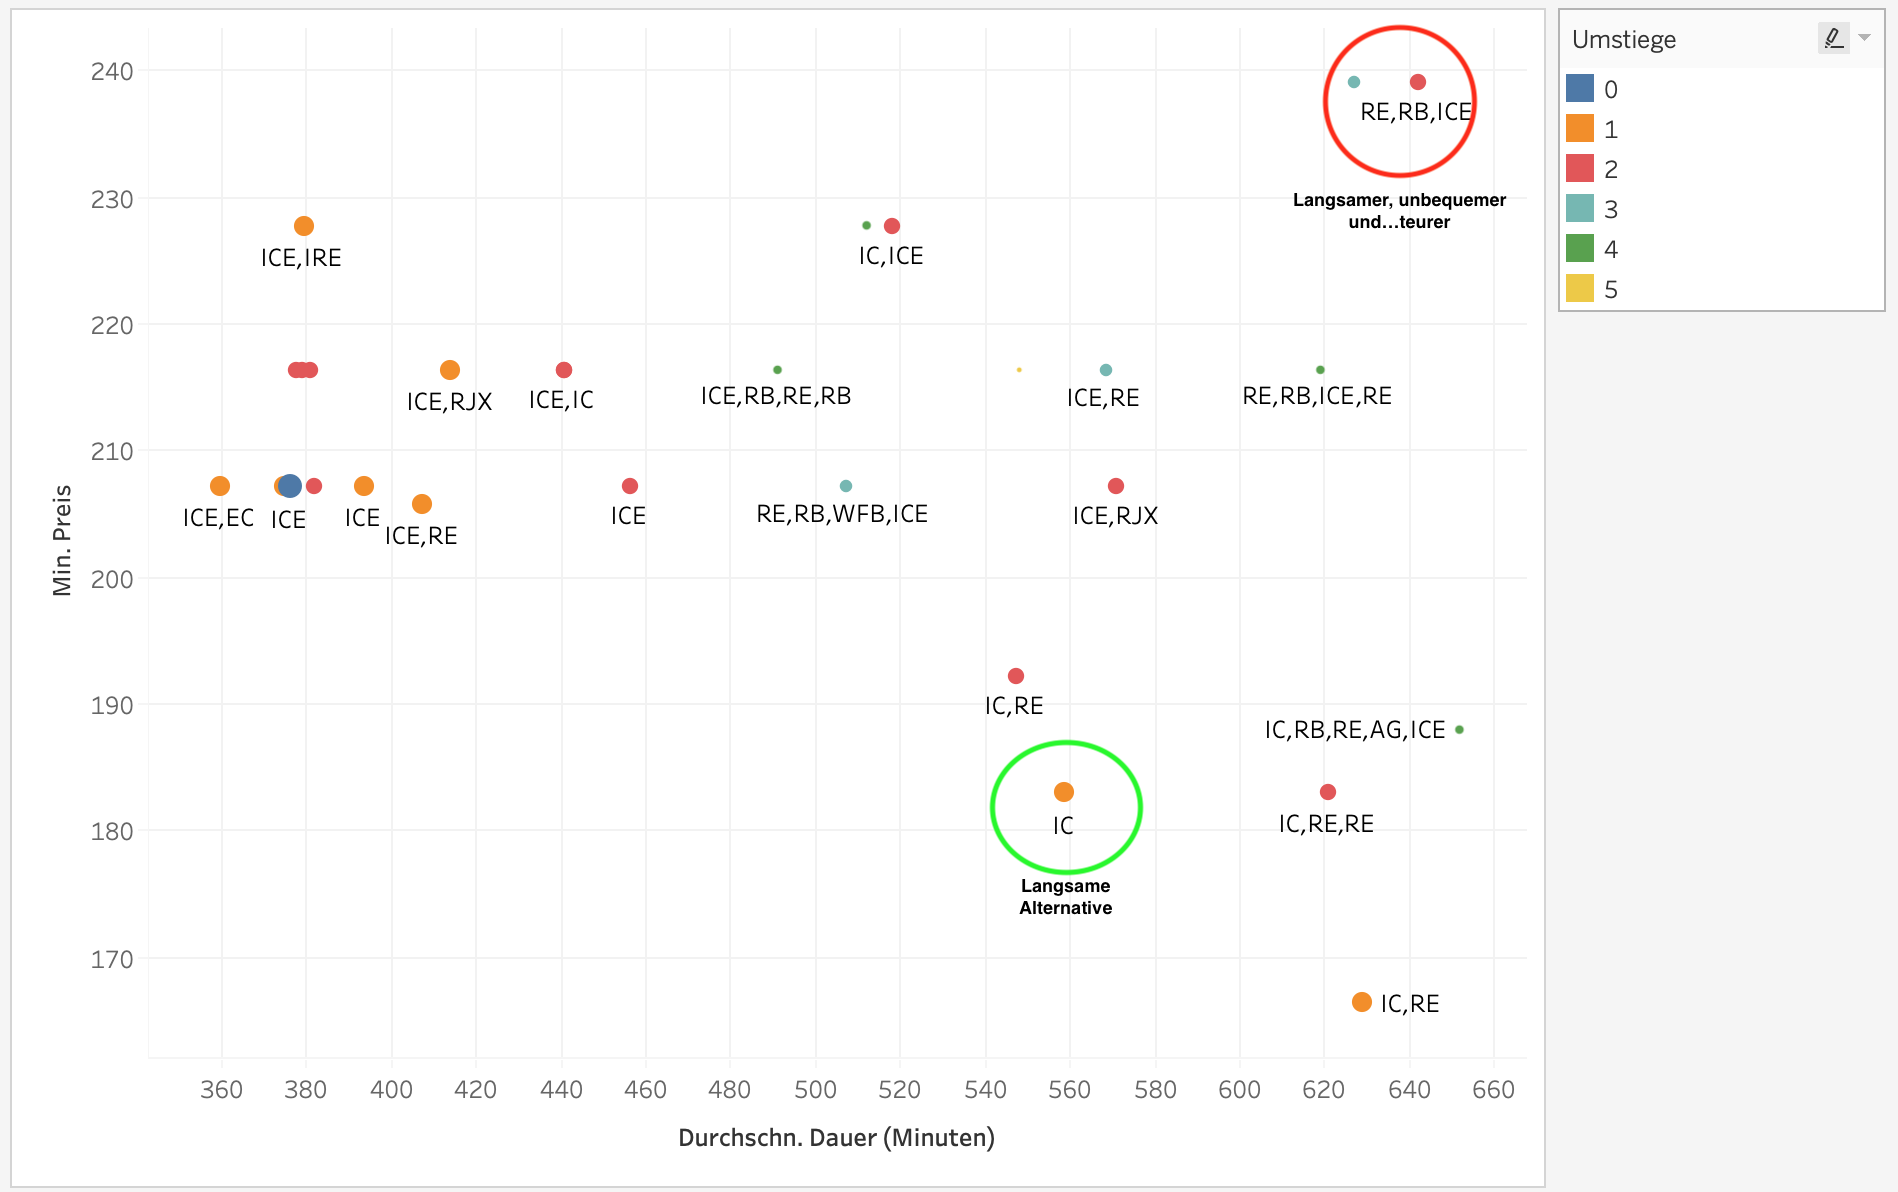 240
RE,RB,ICE
Langsamer, unbequemer
und...teurer
230
ICE,IRE
IC,ICE
220
ICE,RJX
ICE,IC
ICE,RB,RE,RB
ICE,RE
RE,RB,ICE,RE
210
ICE,EC
ICE
ICE
ICE,RE
ICE
RE,RB,WFB,ICE
ICE,RJX
Min. Preis
200
190
IC,RE
IC,RB,RE,AG,ICE
IC
IC,RE,RE
180
Langsame
Alternative
170
IC,RE
360 380 400 420 440 460 480 500 520 540 560 580 600 620 640 660
Durchschn. Dauer (Minuten)
Umstiege
0
1
2
3
4
5